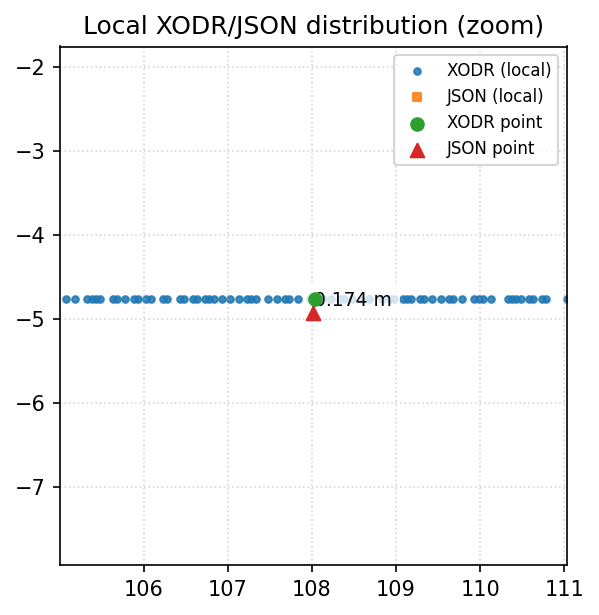 Local XODR/JSON distribution (zoom)
XODR (local)
JSON (local)
XODR point
JSON point
−2
−3
−4
−5
−6
−7
0.174 m
106
107
108
109
110
111